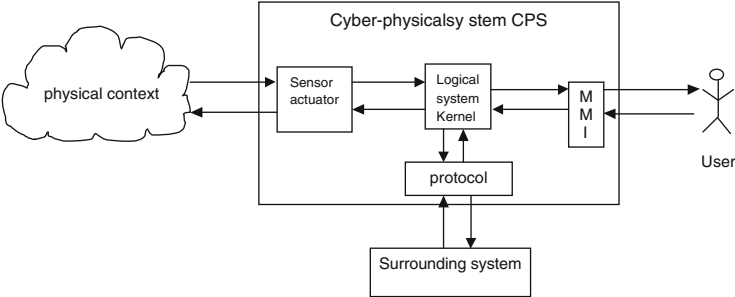 Cyber-physicalsy stem CPS
physical context
Sensor
actuator
Logical
system
Kernel
M
M
I
User
protocol
Surrounding system